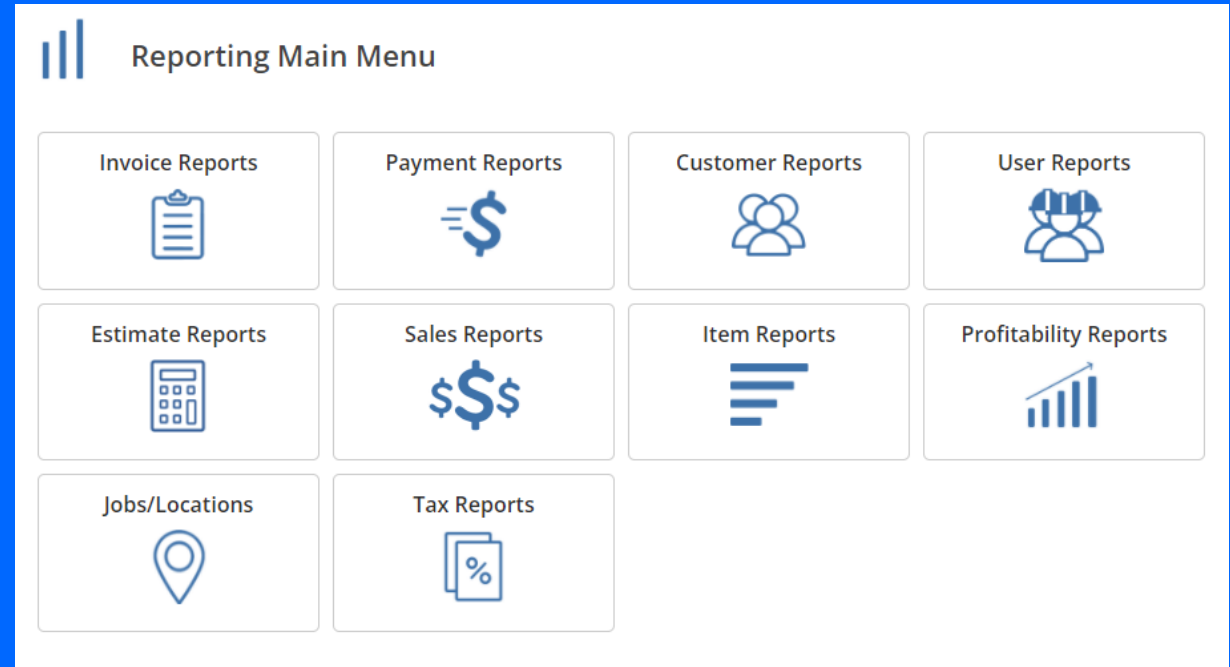 Reporting Main Menu
Invoice Reports
Payment Reports
Customer Reports
User Reports
Estimate Reports
Sales Reports
Item Reports
Profitability Reports
Jobs/Locations
Tax Reports